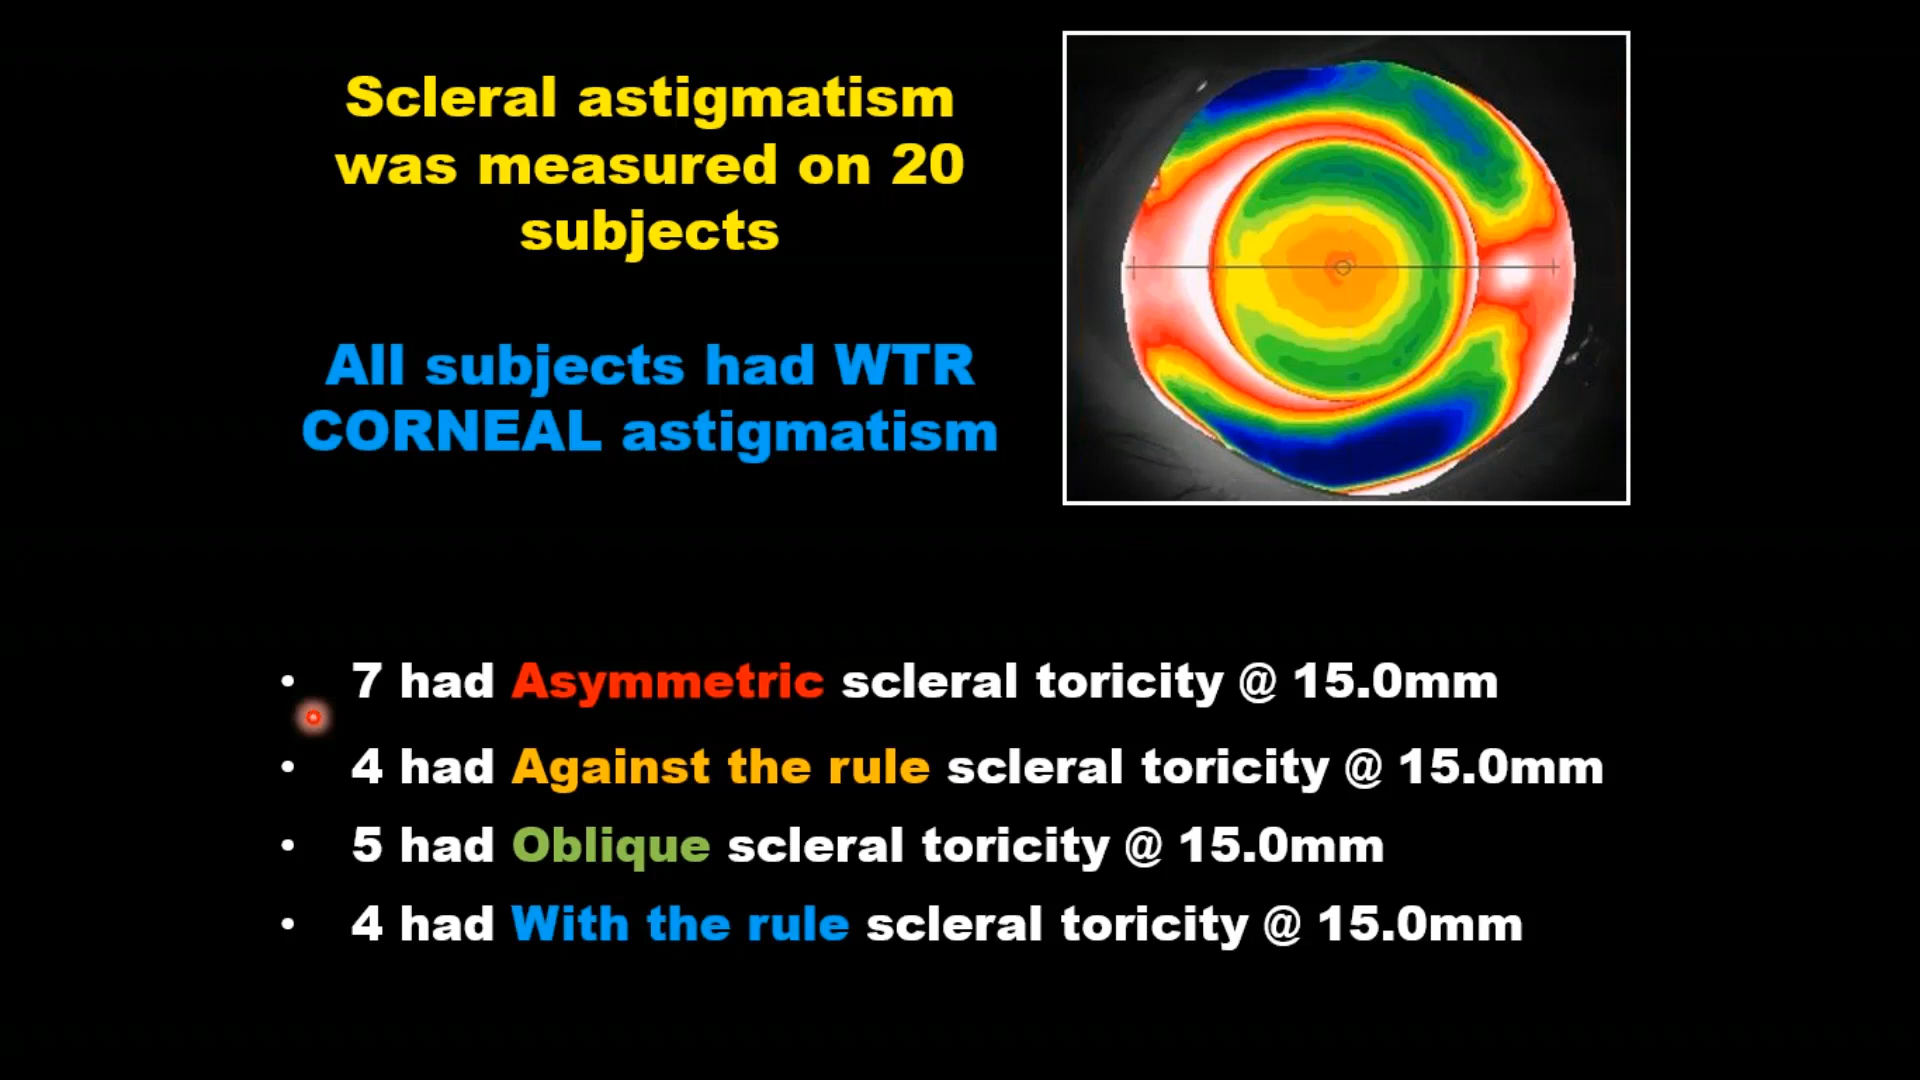 Scleral astigmatism
was measured on 20
subjects
All subjects had WTR
CORNEAL astigmatism
• 7 had Asymmetric scleral toricity @ 15.0mm
• 4 had Against the rule scleral toricity @ 15.0mm
• 5 had Oblique scleral toricity @ 15.0mm
• 4 had With the rule scleral toricity @ 15.0mm